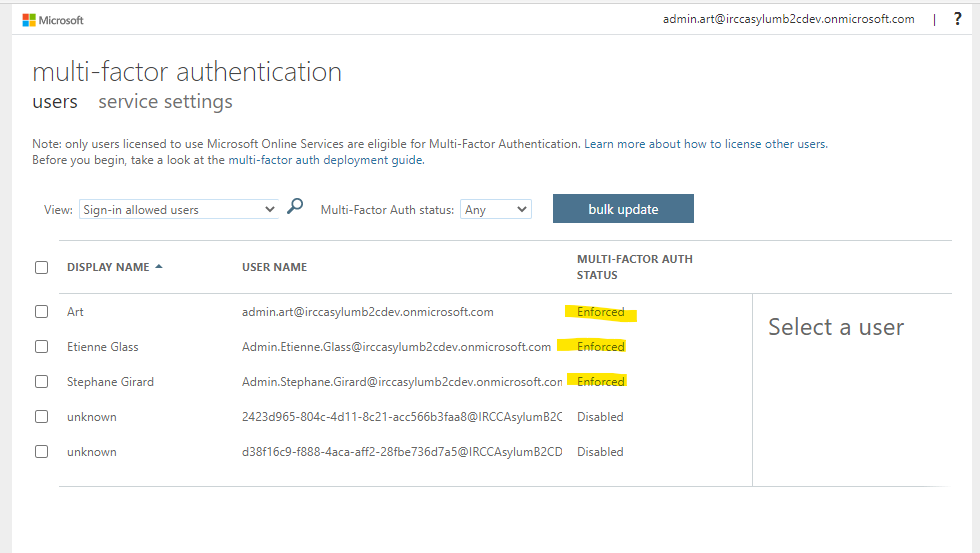 Microsoft
admin.art@irccasylumb2cdev.onmicrosoft.com | ?
multi-factor authentication
users service settings
Note: only users licensed to use Microsoft Online Services are eligible for Multi-Factor Authentication. Learn more about how to license other users.
Before you begin, take a look at the multi-factor auth deployment guide.
View: Sign-in allowed users Multi-Factor Auth status: Any bulk update
DISPLAY NAME USER NAME MULTI-FACTOR AUTH
STATUS
Art admin.art@irccasylumb2cdev.onmicrosoft.com Enforced
Select a user
Etienne Glass Admin.Etienne.Glass@irccasylumb2cdev.onmicrosoft.com Enforced
Stephane Girard Admin.Stephane.Girard@irccasylumb2cdev.onmicrosoft.con Enforced
unknown 2423d965-804c-4d11-8c21-acc566b3faa8@IRCCAsylumB2C Disabled
unknown d38f16c9-f888-4aca-aff2-28fbe736d7a5@IRCCAsylumB2CD Disabled